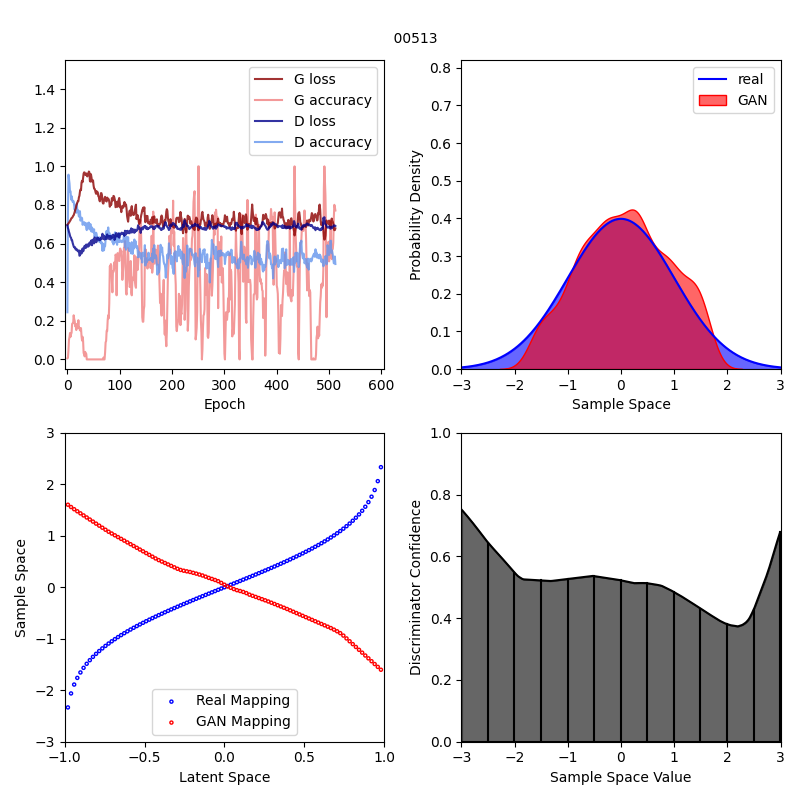 00513
G loss
G accuracy
D loss
D accuracy
1.4
1.2
1.0
0.8
0.6
0.4
0.2
0.0
0 100 200 300 400 500 600
Epoch
real
GAN
Probability Density
0.8
0.7
0.6
0.5
0.4
0.3
0.2
0.1
0.0
−3 −2 −1 0 1 2 3
Sample Space
Sample Space
3
2
1
0
−1
−2
−3
Real Mapping
GAN Mapping
−1.0 −0.5 0.0 0.5 1.0
Latent Space
Discriminator Confidence
1.0
0.8
0.6
0.4
0.2
0.0
−3 −2 −1 0 1 2 3
Sample Space Value